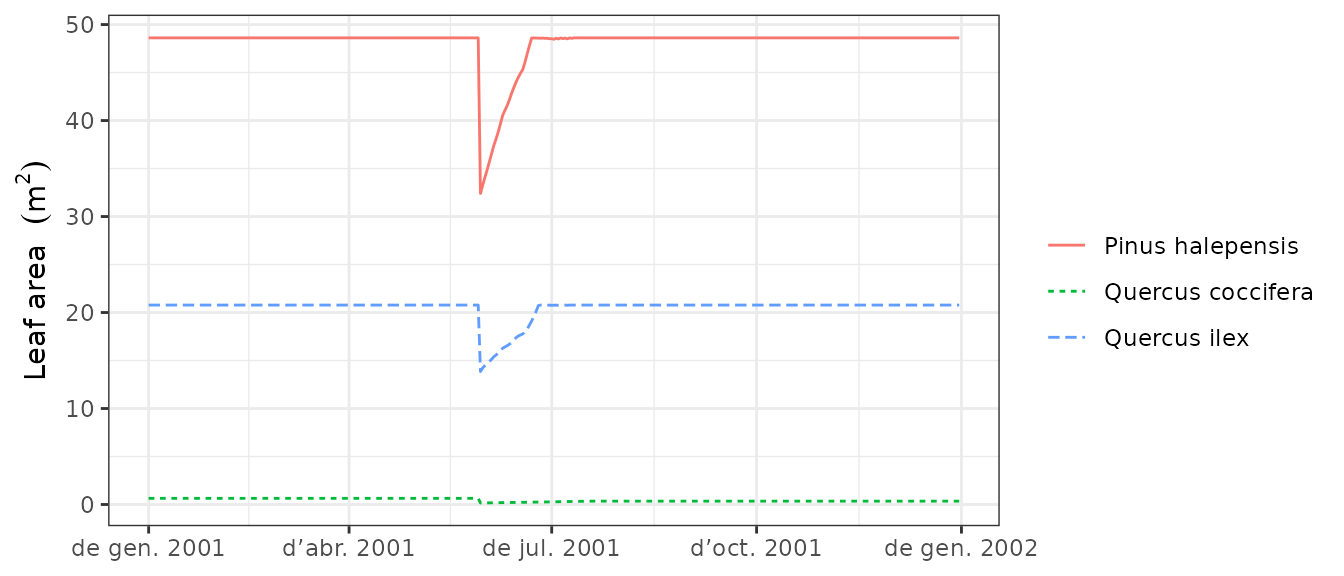 50
40
30
20
10
0
Leaf area (m²)
de gen. 2001
d’abr. 2001
de jul. 2001
d’oct. 2001
de gen. 2002
Pinus halepensis
Quercus coccifera
Quercus ilex